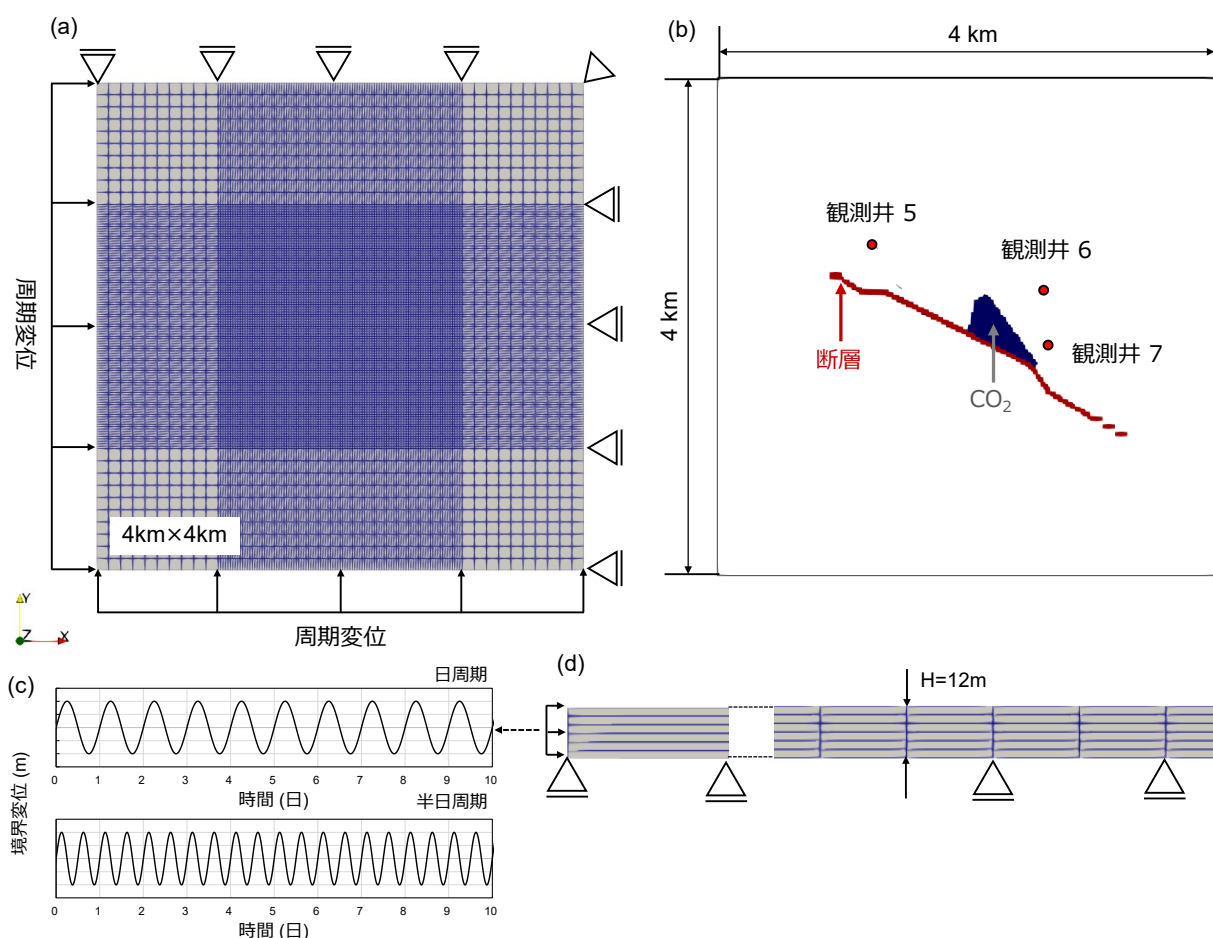 (a)
周期変位
4km×4km
Y
Z
X
周期変位
(b)
4 km
4 km
観測井 5
観測井 6
観測井 7
断層
CO₂
(c)
日周期
境界変位 (m)
0 1 2 3 4 5 6 7 8 9 10
時間 (日)
半日周期
0 1 2 3 4 5 6 7 8 9 10
時間 (日)
(d)
H=12m